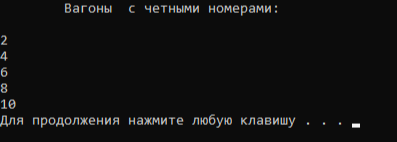 Вагоны  с четными номерами:
2
4
6
8
10
Для продолжения нажмите любую клавишу . . .